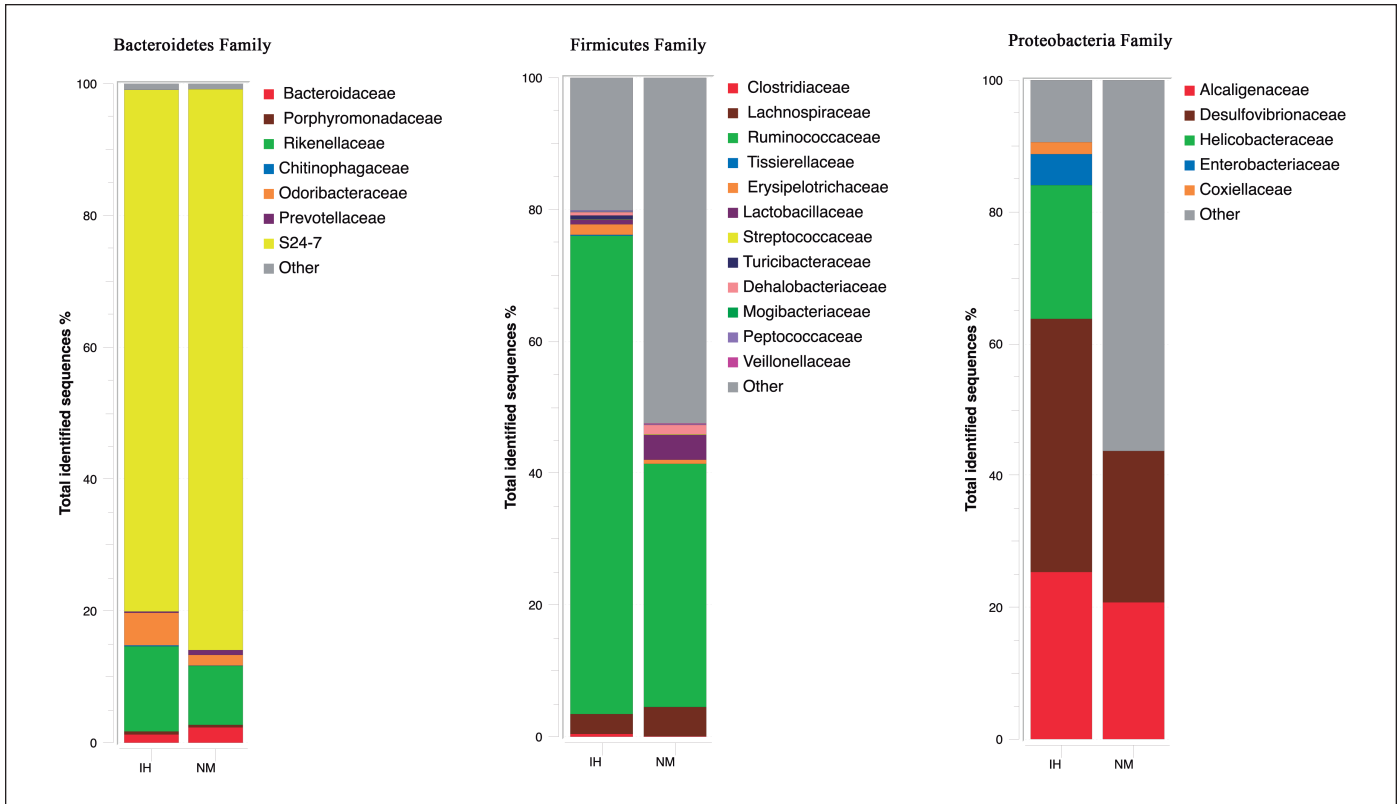 Bacteroidetes Family
100
80
60
40
20
0
Total identified sequences %
IH
NM
Bacteroidaceae
Porphyromonadaceae
Rikenellaceae
Chitinophagaceae
Odoribacteraceae
Prevotellaceae
S24-7
Other
Firmicutes Family
100
80
60
40
20
0
Total identified sequences %
IH
NM
Clostridiaceae
Lachnospiraceae
Ruminococcaceae
Tissierellaceae
Erysipelotrichaceae
Lactobacillaceae
Streptococcaceae
Turicibacteraceae
Dehalobacteriaceae
Mogibacteriaceae
Peptococcaceae
Veillonellaceae
Other
Proteobacteria Family
100
80
60
40
20
0
Total identified sequences %
IH
NM
Alcaligenaceae
Desulfovibrionaceae
Helicobacteraceae
Enterobacteriaceae
Coxiellaceae
Other